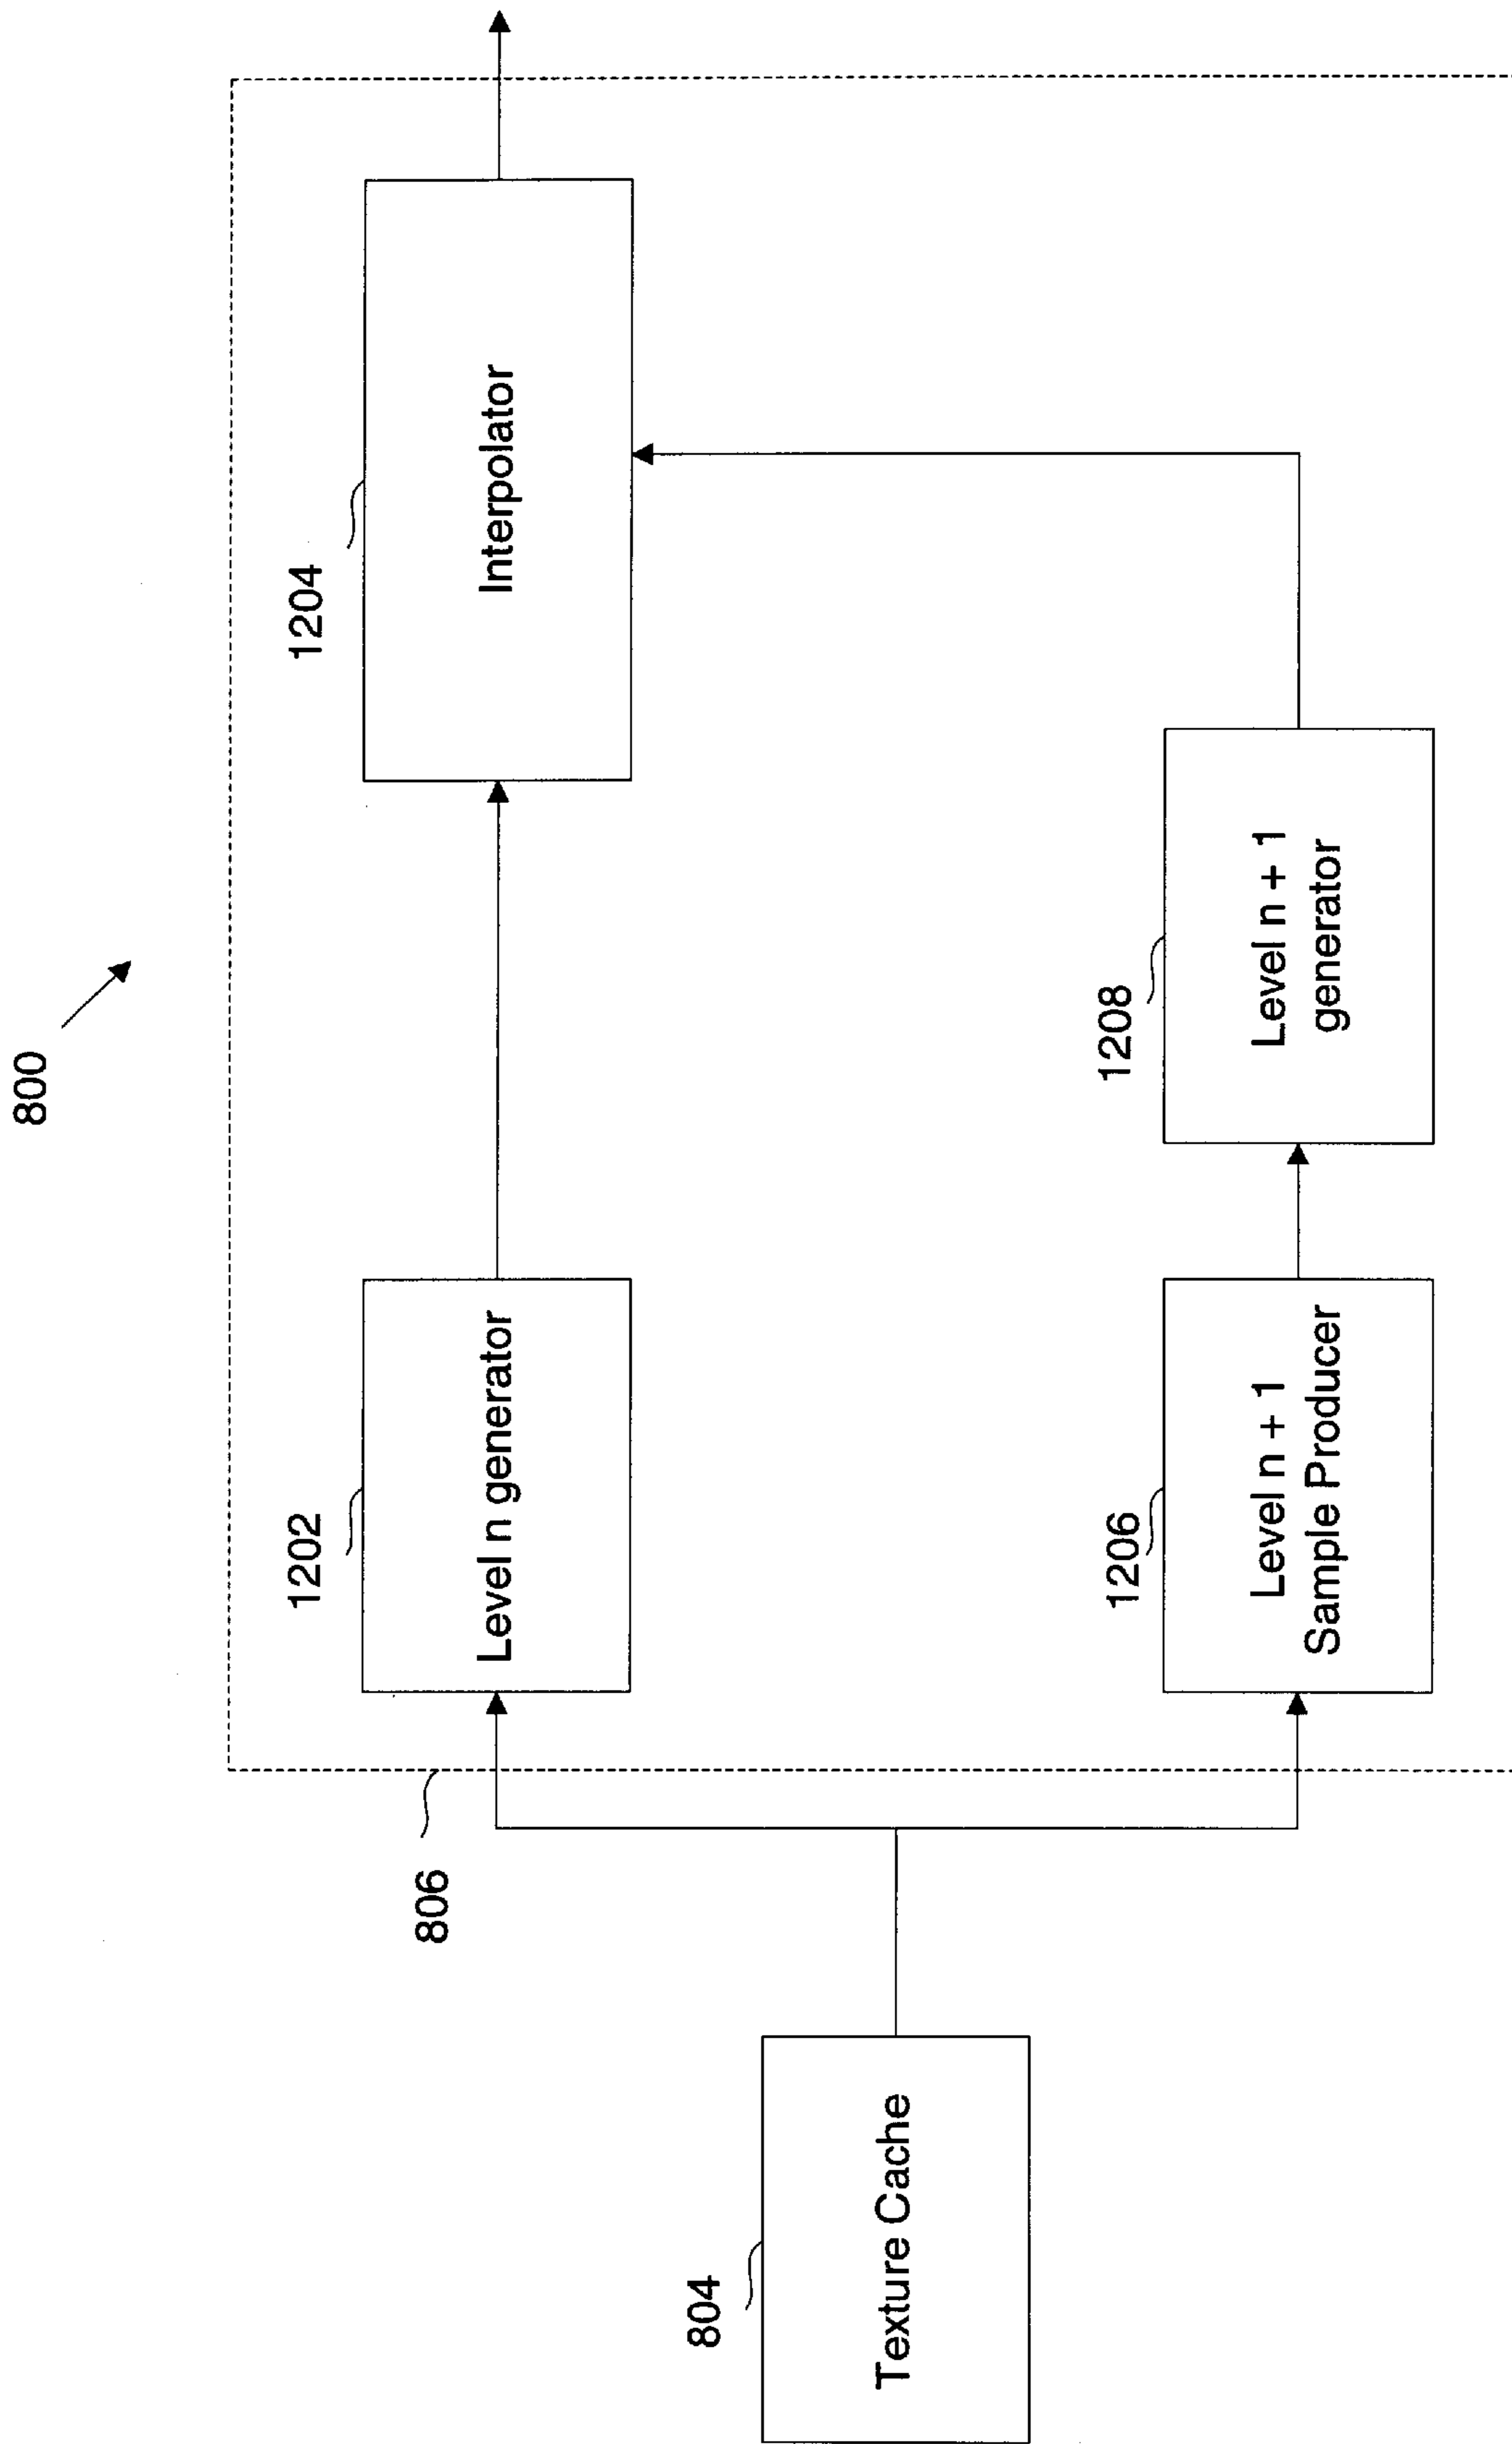 800
806
1202
Level n generator
1204
Interpolator
804
Texture Cache
1206
Level n + 1
Sample Producer
1208
Level n + 1
generator